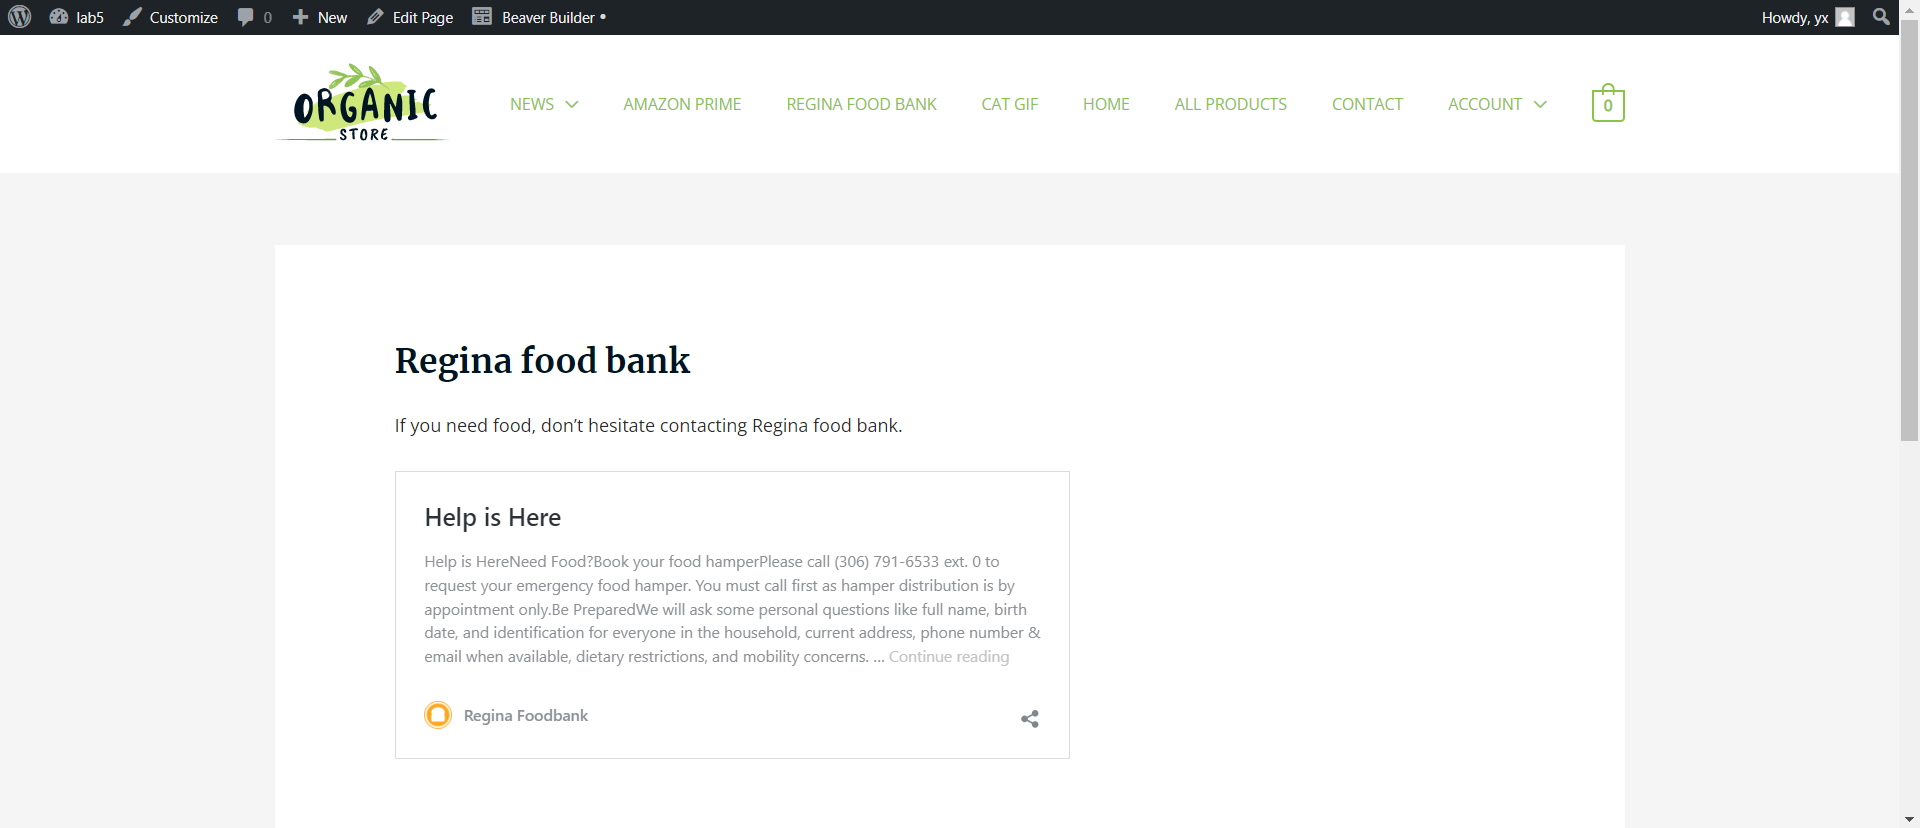 lab5 Customize 0 New Edit Page Beaver Builder • Howdy, yx
ORGANIC
STORE
NEWS AMAZON PRIME REGINA FOOD BANK CAT GIF HOME ALL PRODUCTS CONTACT ACCOUNT 0
Regina food bank
If you need food, don’t hesitate contacting Regina food bank.
Help is Here
Help is HereNeed Food?Book your food hamperPlease call (306) 791-6533 ext. 0 to
request your emergency food hamper. You must call first as hamper distribution is by
appointment only.Be PreparedWe will ask some personal questions like full name, birth
date, and identification for everyone in the household, current address, phone number &
email when available, dietary restrictions, and mobility concerns. ... Continue reading
Regina Foodbank